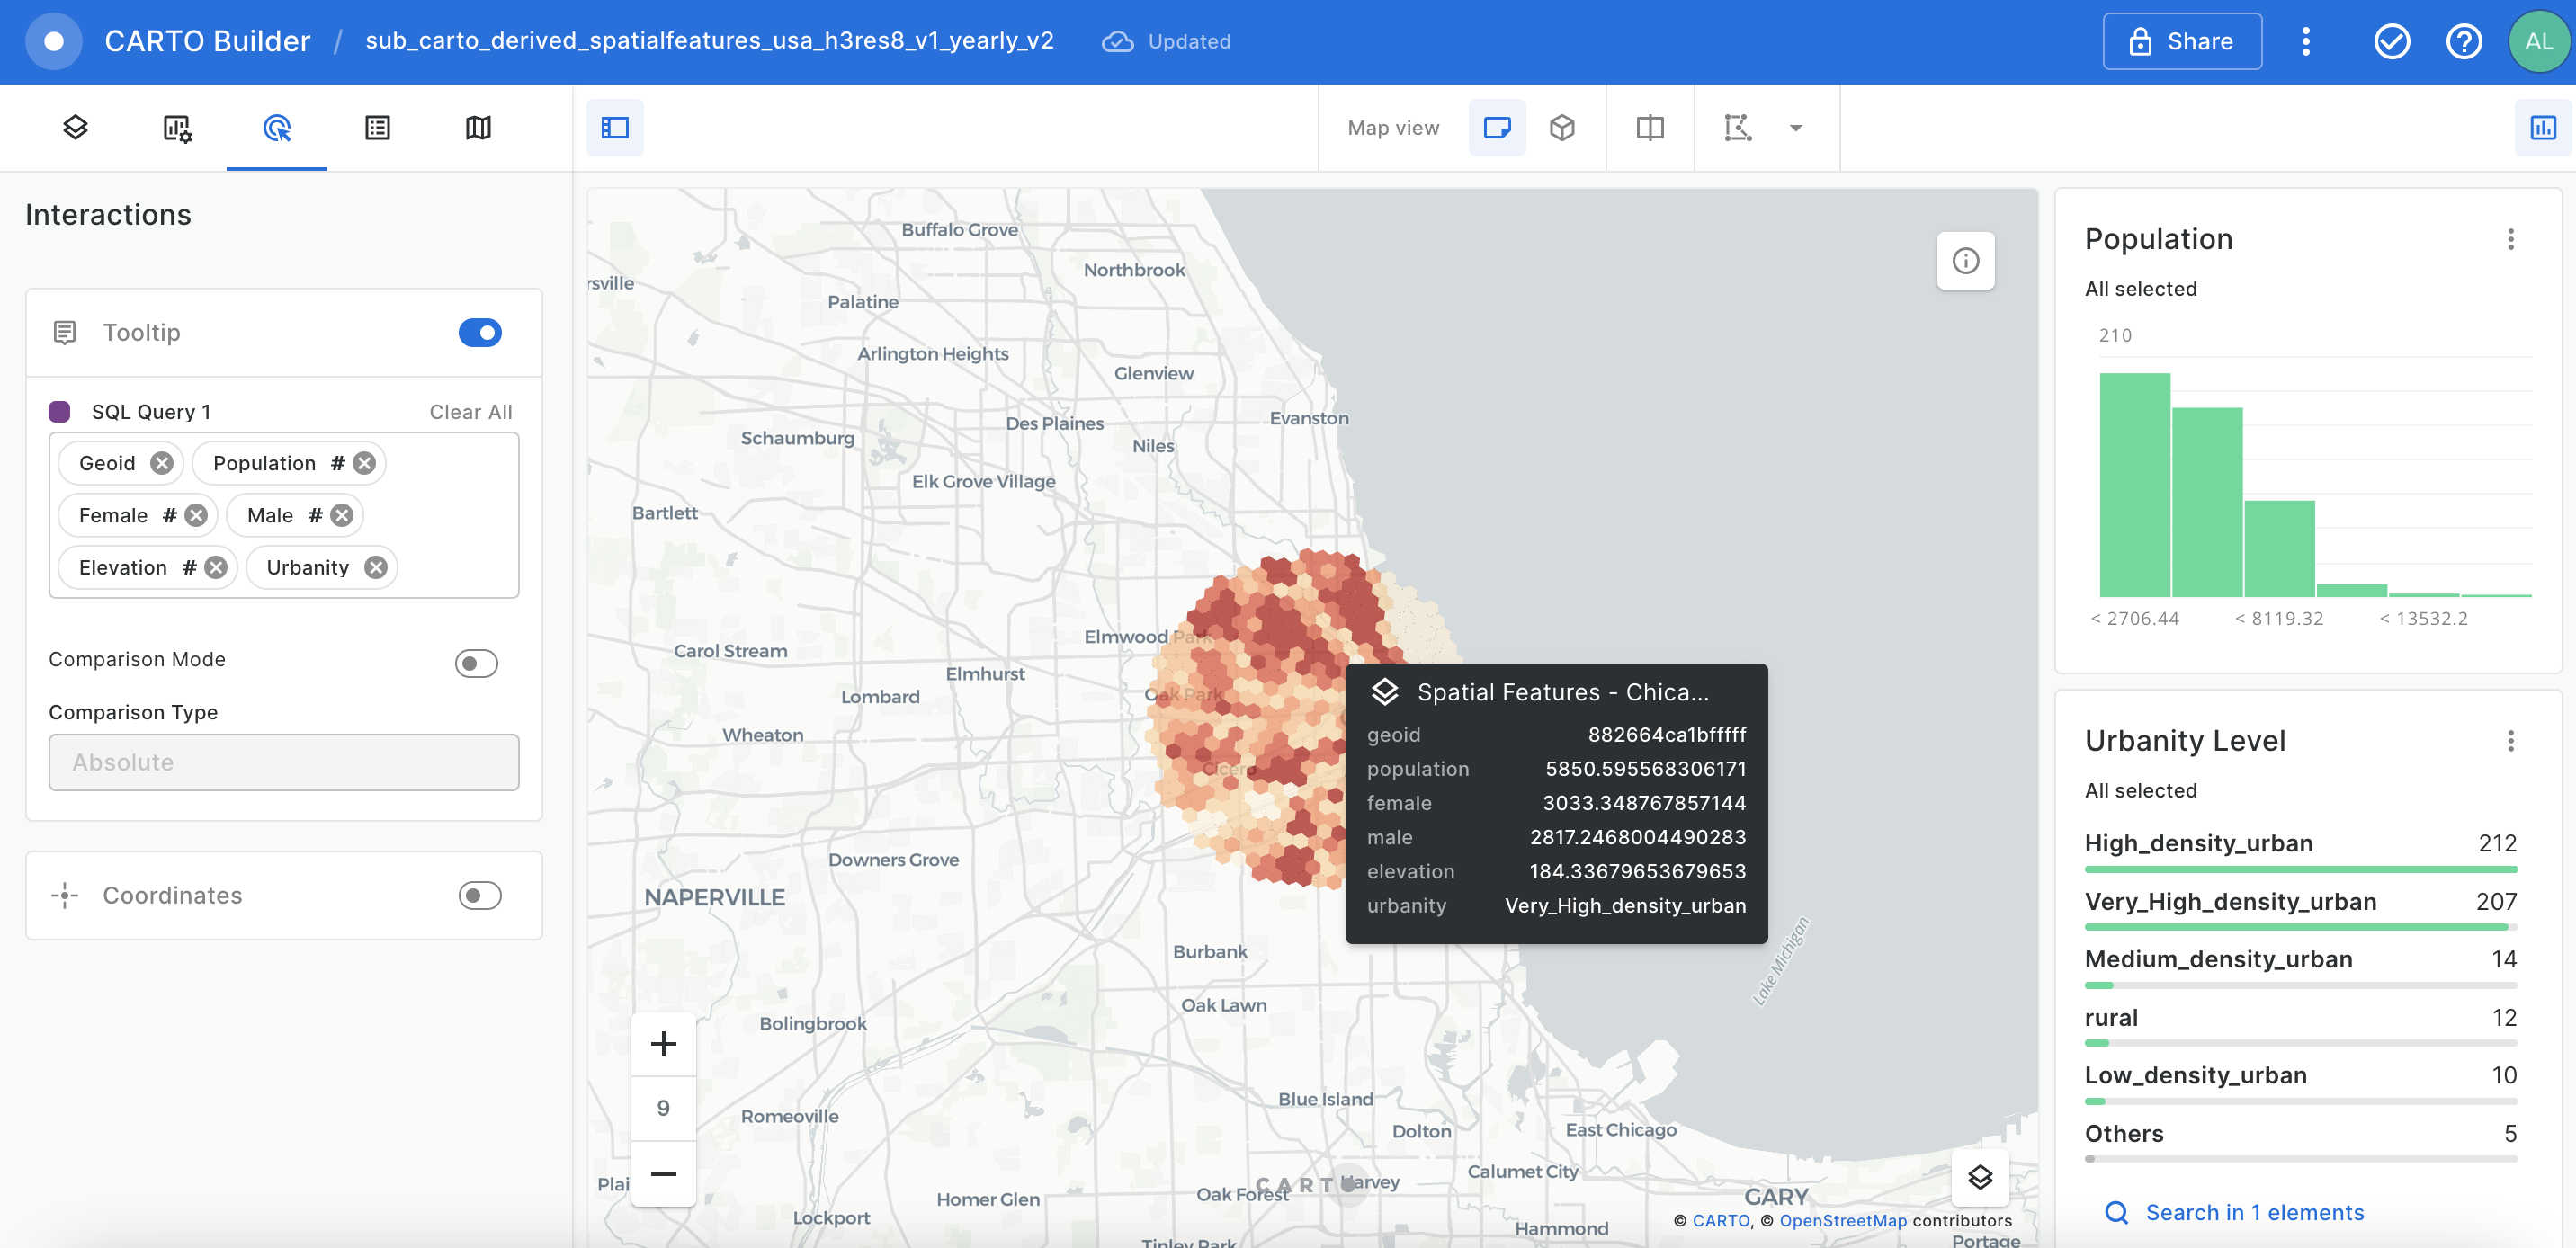 CARTO Builder / sub_carto_derived_spatialfeatures_usa_h3res8_v1_yearly_v2 Updated Share AL
Map view
Interactions
Tooltip
SQL Query 1 Clear All
Geoid Population #
Female # Male #
Elevation # Urbanity
Comparison Mode
Comparison Type
Absolute
Coordinates
Buffalo Grove
Northbrook
rsville
Palatine
Arlington Heights
Glenview
Evanston
Des Plaines
Schaumburg
Niles
Elk Grove Village
Bartlett
Elmwood Park
Carol Stream
Elmhurst
Oak Park
Lombard
Wheaton
Cicero
Downers Grove
NAPERVILLE
Burbank
Lake Michigan
Oak Lawn
Bolingbrook
Blue Island
Romeoville
Dolton
East Chicago
Calumet City
Plai
Harvey
Homer Glen
Oak Forest
GARY
Lockport
Hammond
Tinley Park
Portage
Spatial Features - Chica...
geoid 882664ca1bfffff
population 5850.595568306171
female 3033.348767857144
male 2817.2468004490283
elevation 184.33679653679653
urbanity Very_High_density_urban
+
9
−
CARTO
© CARTO, © OpenStreetMap contributors
Population
All selected
210
< 2706.44 < 8119.32 < 13532.2
Urbanity Level
All selected
High_density_urban 212
Very_High_density_urban 207
Medium_density_urban 14
rural 12
Low_density_urban 10
Others 5
Search in 1 elements